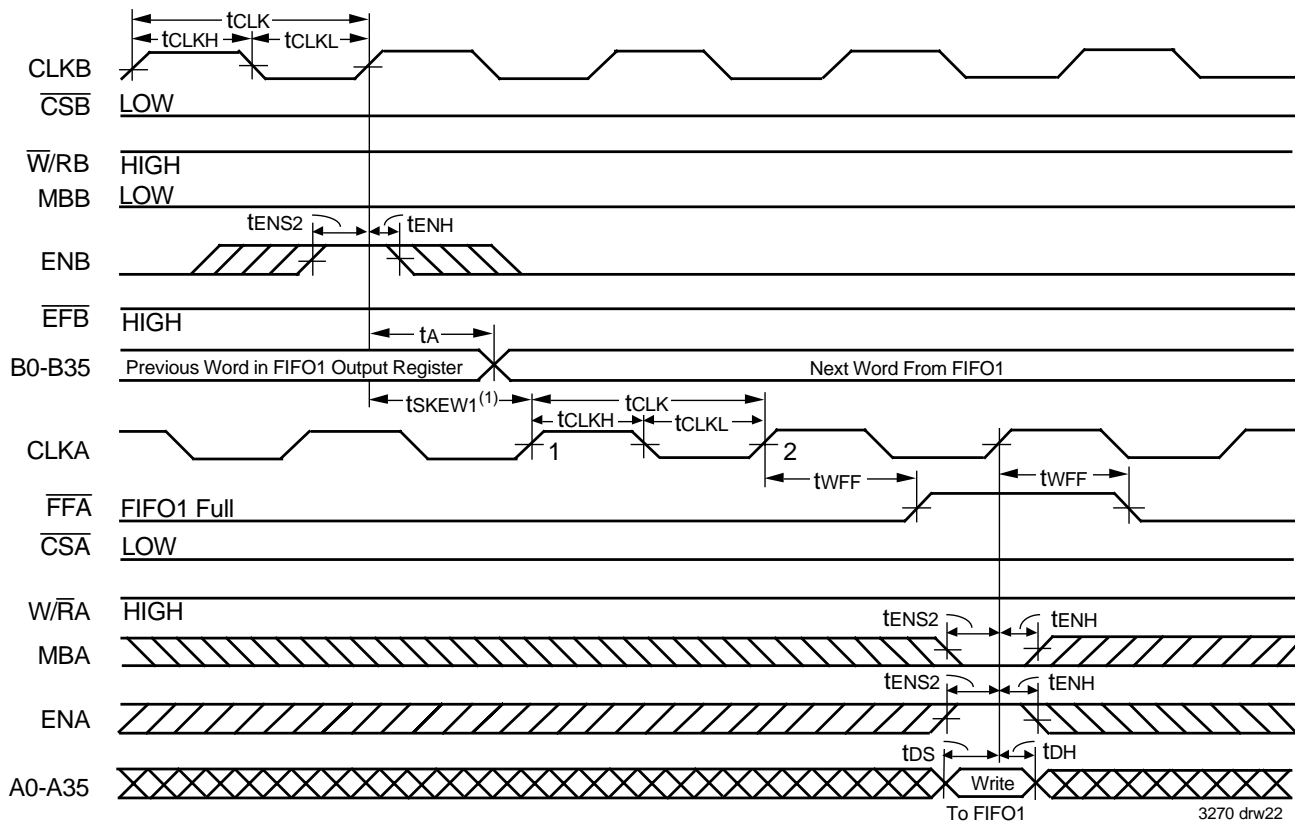 tCLK
tCLKH tCLKL
CLKB
CSB LOW
W/RB HIGH
MBB LOW
tENS2 tENH
ENB
EFB HIGH
tA
B0-B35 Previous Word in FIFO1 Output Register Next Word From FIFO1
tSKEW1(1) tCLK
tCLKH tCLKL
CLKA 1 2
tWFF tWFF
FFA FIFO1 Full
CSA LOW
W/RA HIGH
tENS2 tENH
MBA
tENS2 tENH
ENA
tDS tDH
A0-A35 Write
To FIFO1 3270 drw22